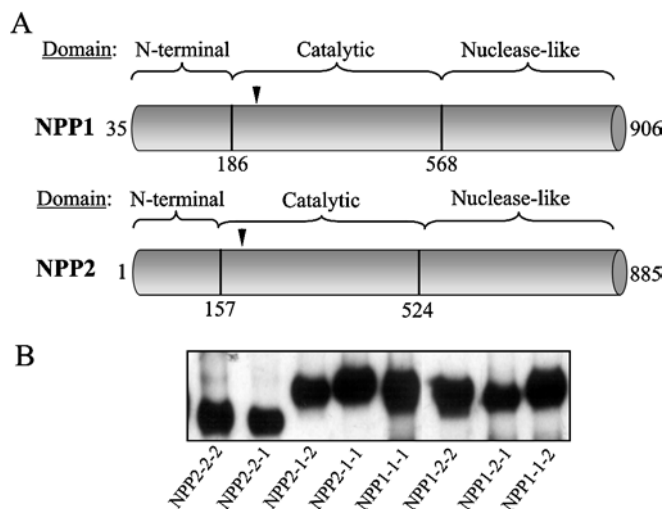 A
Domain: N-terminal Catalytic Nuclease-like
NPP1 35 906
186 568
Domain: N-terminal Catalytic Nuclease-like
NPP2 1 885
157 524
B
NPP2-2-2 NPP2-2-1 NPP2-1-2 NPP2-1-1 NPP1-1-1 NPP1-2-2 NPP1-2-1 NPP1-1-2